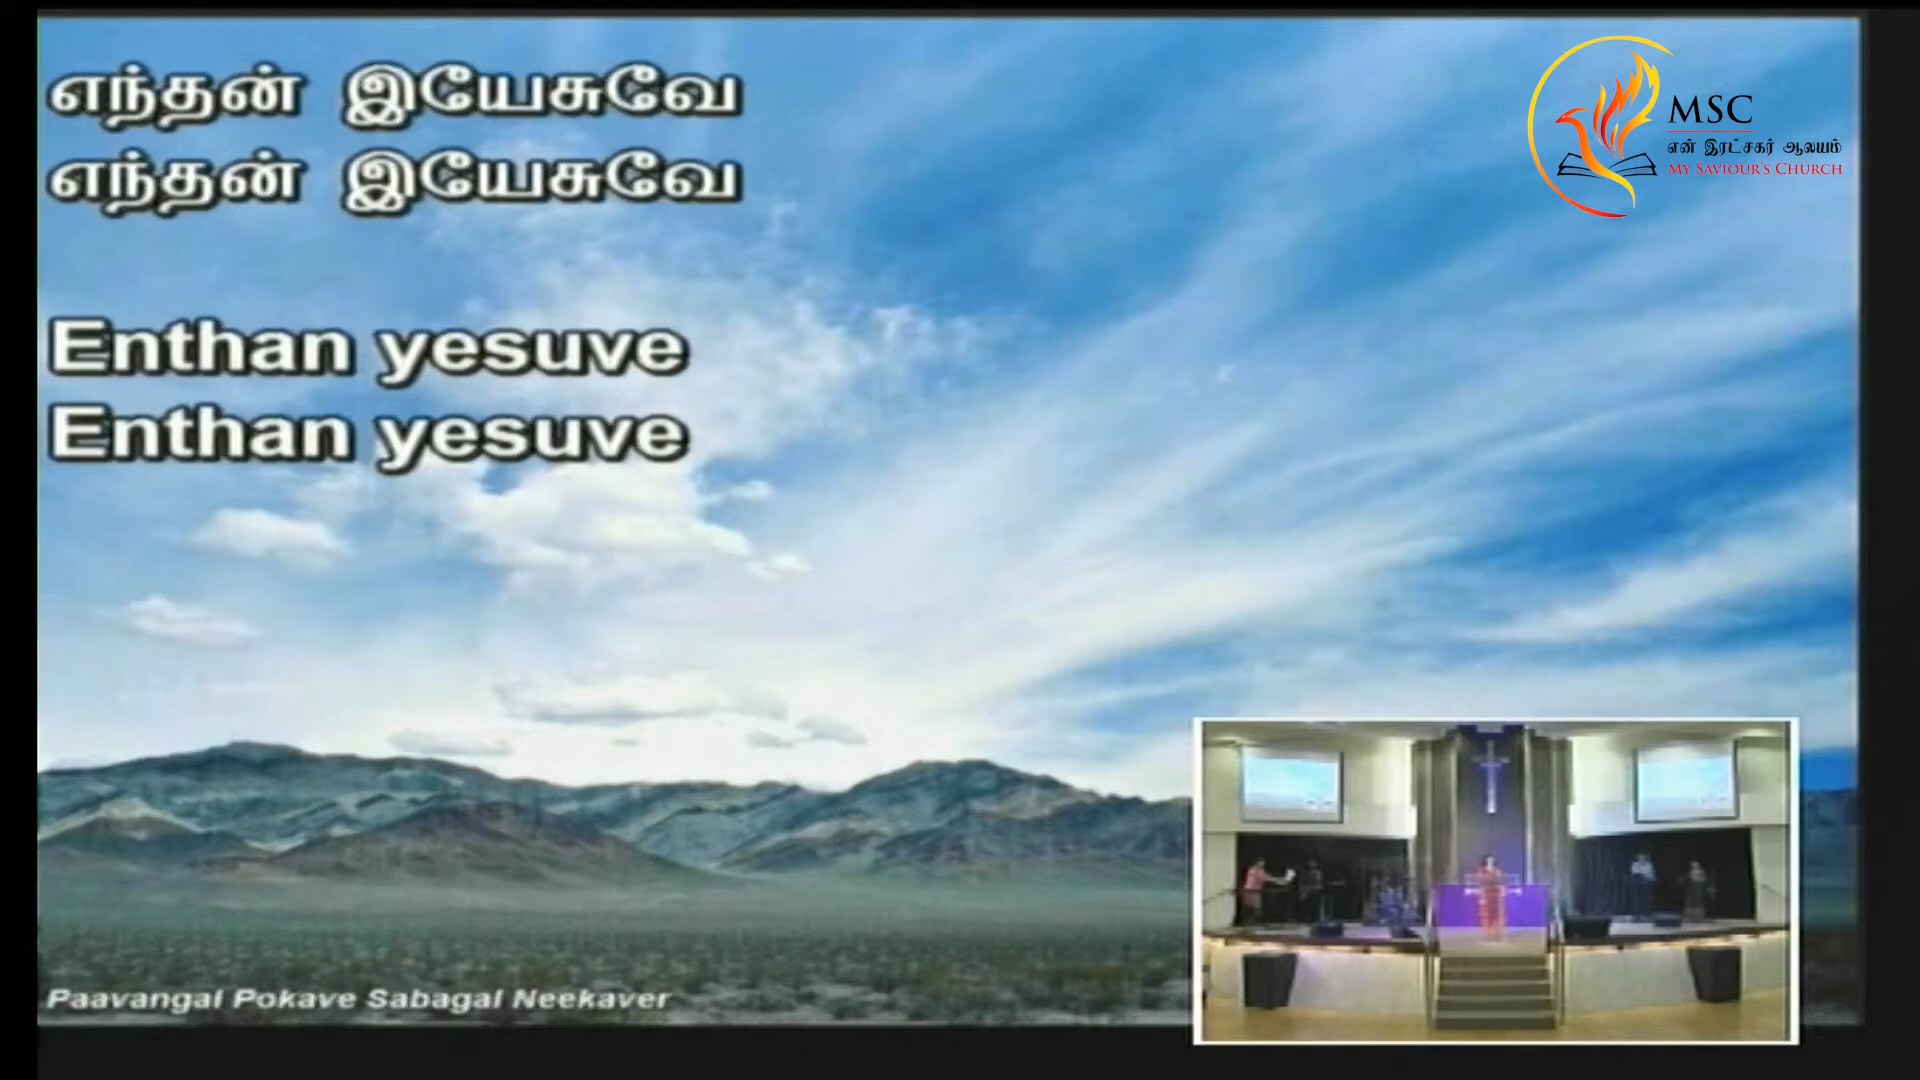 எந்தன் இயேசுவே
எந்தன் இயேசுவே
Enthan yesuve
Enthan yesuve
Paavangal Pokave Sabagal Neekaver
MSC
என் இரட்சகர் ஆலயம்
MY SAVIOUR'S CHURCH